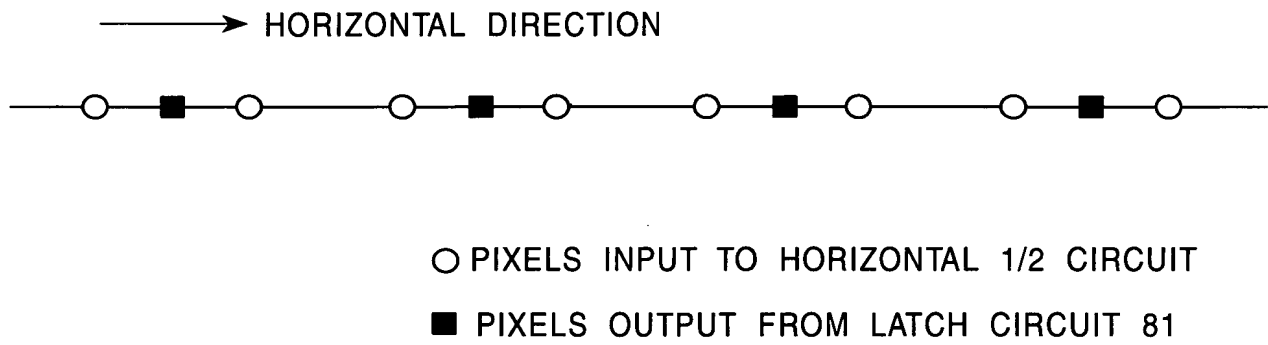 HORIZONTAL DIRECTION
PIXELS INPUT TO HORIZONTAL 1/2 CIRCUIT
PIXELS OUTPUT FROM LATCH CIRCUIT 81